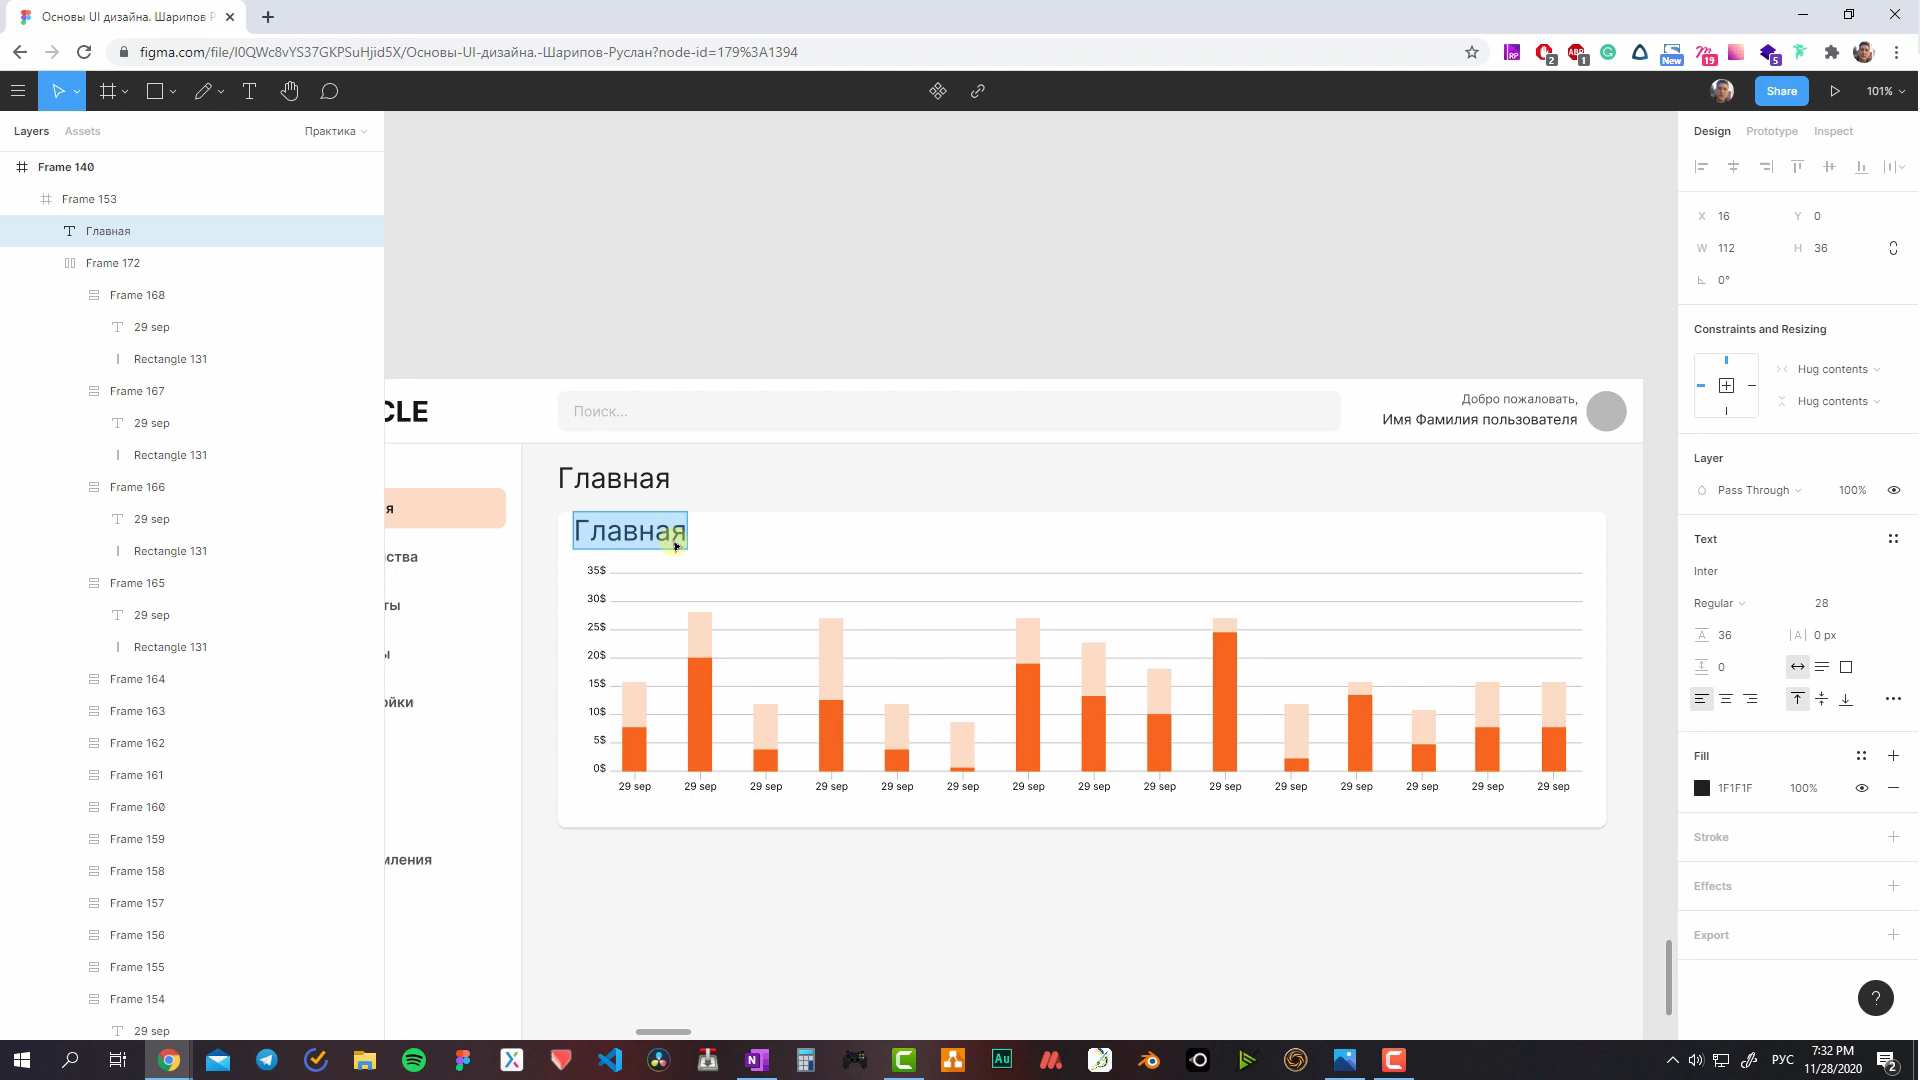 Основы UI дизайна. Шарипов Р
figma.com/file/I0QWc8vYS37GKPSuHjid5X/Основы-UI-дизайна.-Шарипов-Руслан?node-id=179%3A1394
2
1
New
19
5
Share
101%
Layers
Assets
Практика
Design
Prototype
Inspect
Frame 140
Frame 153
Главная
Frame 172
Frame 168
29 sep
Rectangle 131
Frame 167
29 sep
Rectangle 131
Frame 166
29 sep
Rectangle 131
Frame 165
29 sep
Rectangle 131
Frame 164
Frame 163
Frame 162
Frame 161
Frame 160
Frame 159
Frame 158
Frame 157
Frame 156
Frame 155
Frame 154
29 sep
CLE
Поиск...
Добро пожаловать,
Имя Фамилия пользователя
я
ства
ты
ы
ойки
мления
Главная
Главная
35$
30$
25$
20$
15$
10$
5$
0$
29 sep 29 sep 29 sep 29 sep 29 sep 29 sep 29 sep 29 sep 29 sep 29 sep 29 sep 29 sep 29 sep 29 sep 29 sep
X 16 Y 0
W 112 H 36
0°
Constraints and Resizing
Hug contents
Hug contents
Layer
Pass Through 100%
Text
Inter
Regular 28
36 0 px
0
Fill
1F1F1F 100%
Stroke
Effects
Export
?
РУС
7:32 PM
11/28/2020
2